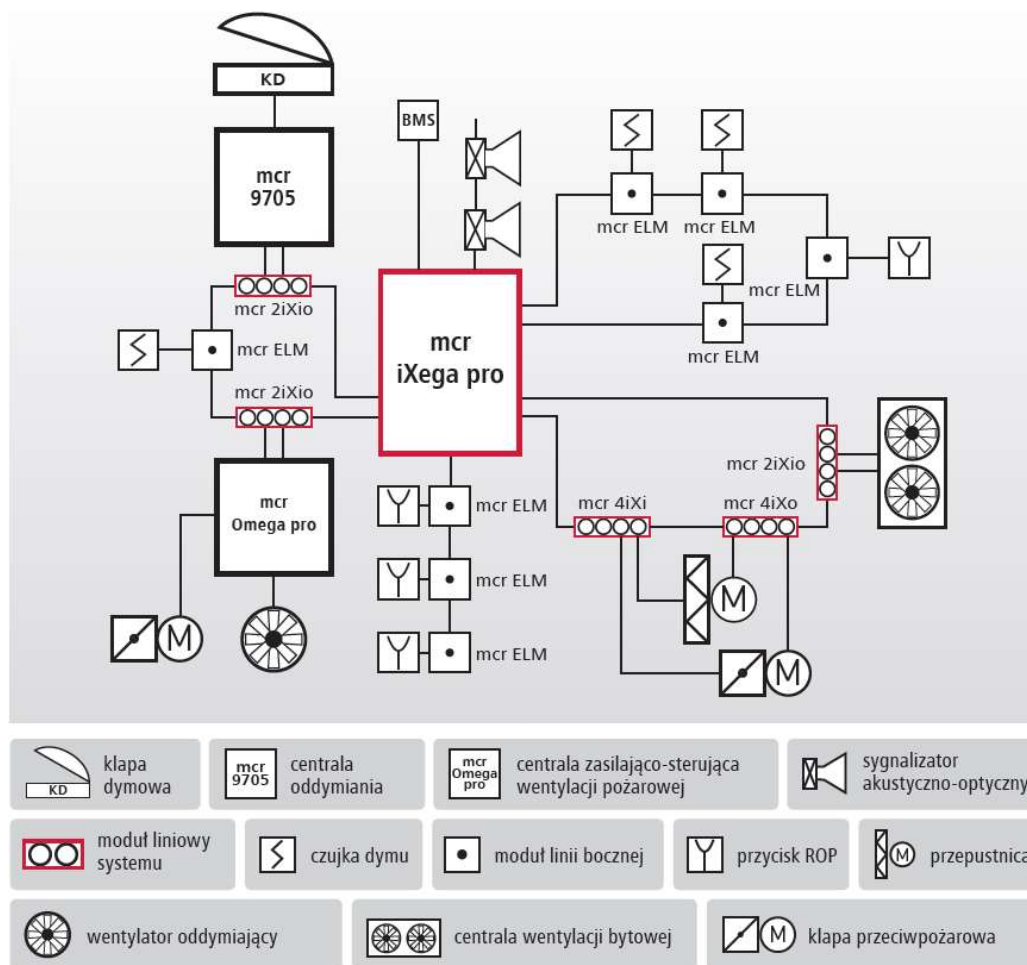 KD
BMS
mcr
9705
mcr ELM
mcr ELM
mcr ELM
mcr 2iXio
mcr ELM
mcr
iXega pro
mcr ELM
mcr 2iXio
mcr 2iXio
mcr
Omega pro
mcr ELM
mcr 4iXi
mcr 4iXo
M
mcr ELM
M
M
mcr ELM
KD
klapa
dymowa
mcr
9705
centrala
oddymiania
mcr
Omega
pro
centrala zasilająco-sterująca
wentylacji pożarowej
sygnalizator
akustyczno-optyczny
moduł liniowy
systemu
czujka dymu
moduł linii bocznej
przycisk ROP
M
przepustnica
wentylator oddymiający
centrala wentylacji bytowej
M
klapa przeciwpożarowa